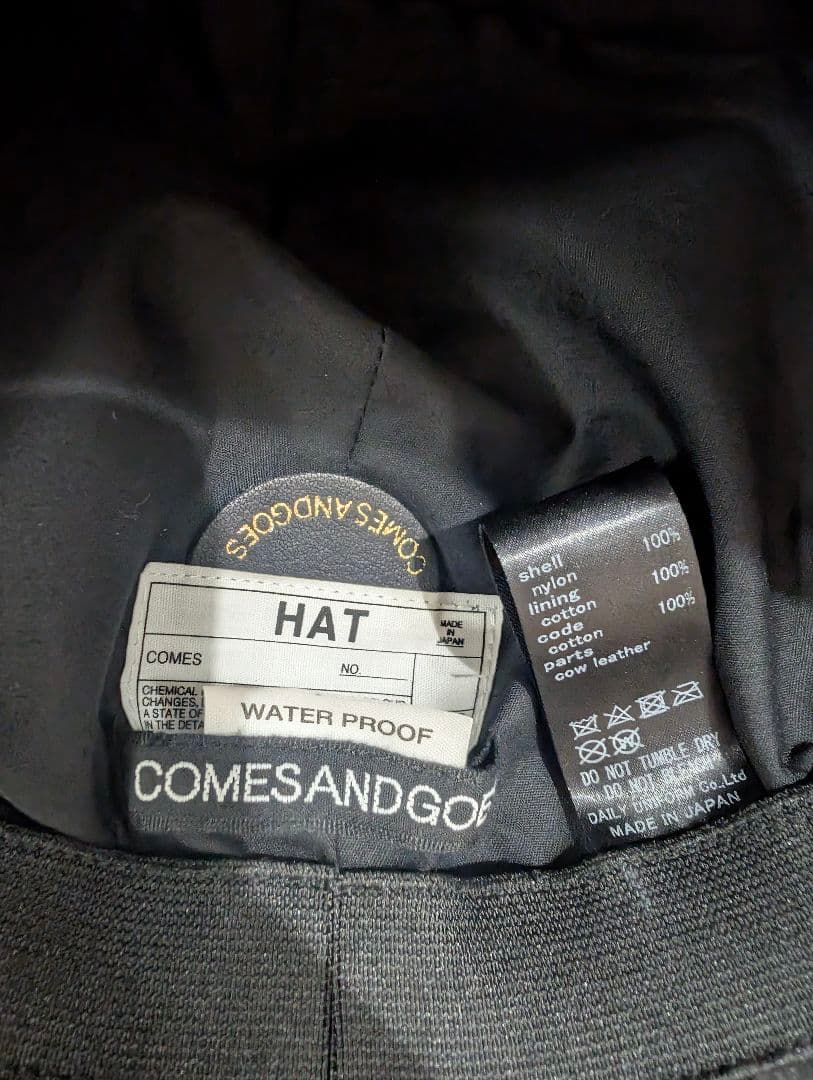 COMESANDGOES
HAT
MADE
IN
JAPAN
COMES
NO.
CHEMICAL
CHANGES,
A STATE OF
IN THE DETA
WATER PROOF
COMESANDGOE
shell 100%
nylon
lining 100%
cotton
code 100%
cotton
parts
cow leather
DO NOT TUMBLE DRY
DO NOT
DAILY Co.Ltd
MADE IN JAPAN